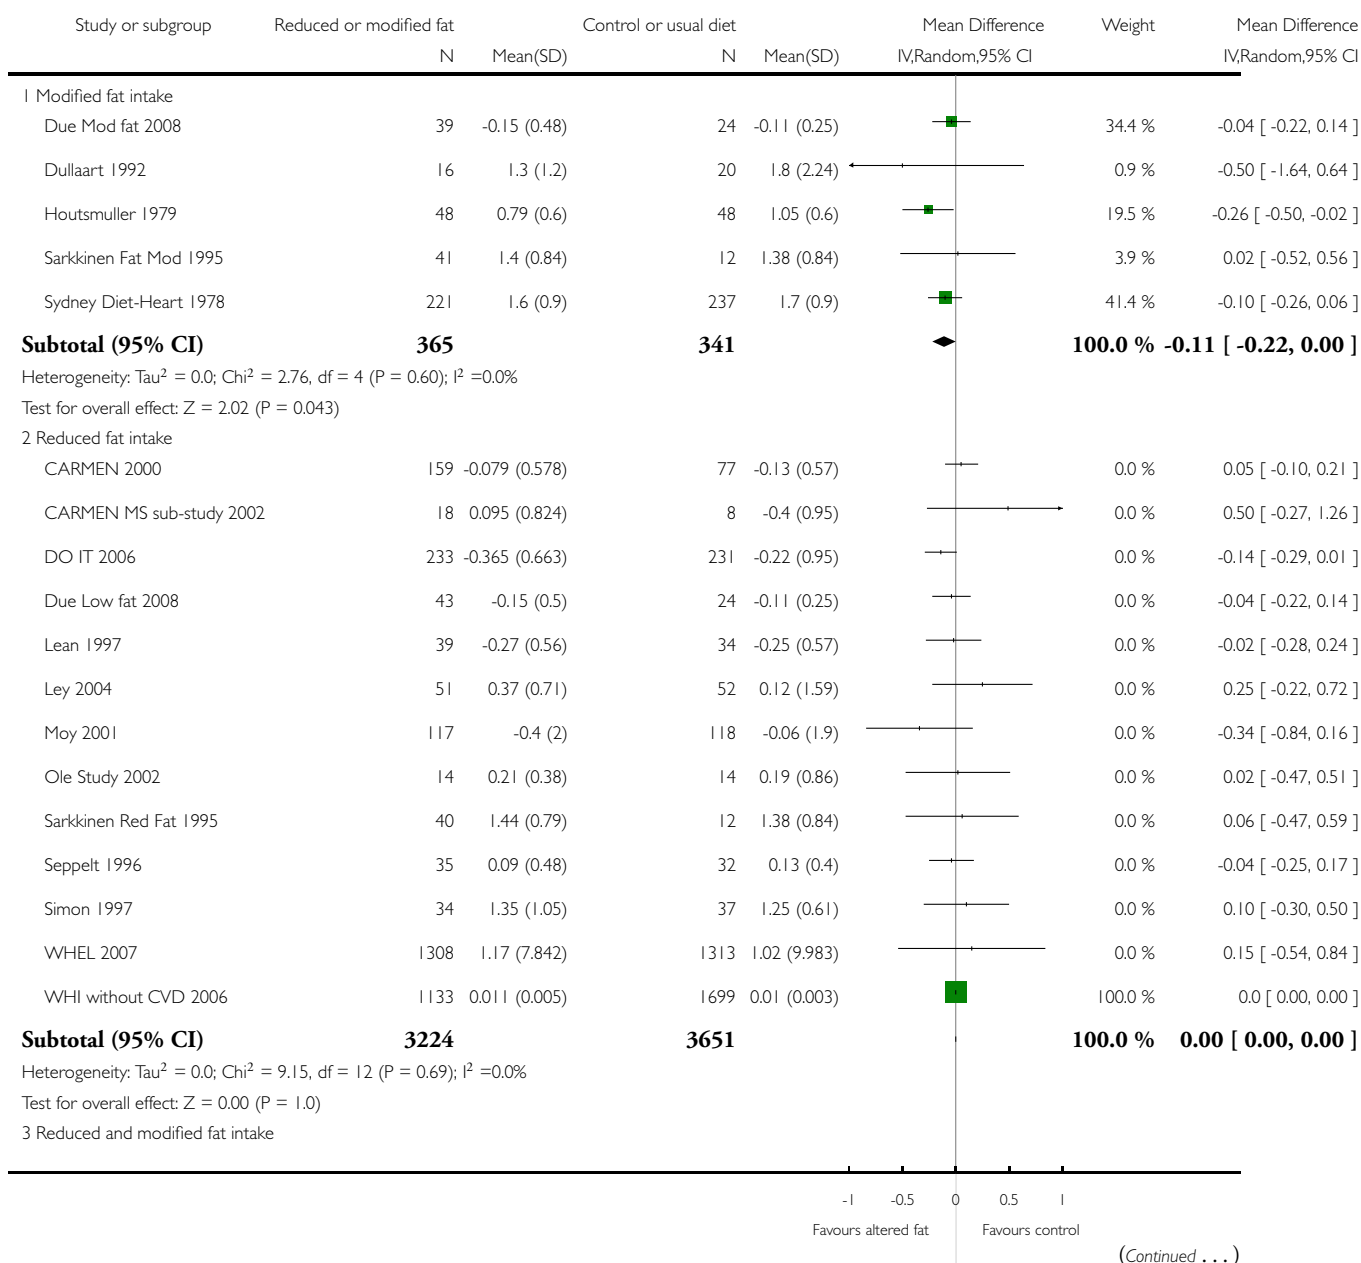 Study or subgroup Reduced or modified fat Control or usual diet Mean Difference Weight Mean Difference
N Mean(SD) N Mean(SD) IV,Random,95% CI IV,Random,95% CI
1 Modified fat intake
Due Mod fat 2008 39 -0.15 (0.48) 24 -0.11 (0.25) 34.4 % -0.04 [ -0.22, 0.14 ]
Dullaart 1992 16 1.3 (1.2) 20 1.8 (2.24) 0.9 % -0.50 [ -1.64, 0.64 ]
Houtsmuller 1979 48 0.79 (0.6) 48 1.05 (0.6) 19.5 % -0.26 [ -0.50, -0.02 ]
Sarkkinen Fat Mod 1995 41 1.4 (0.84) 12 1.38 (0.84) 3.9 % 0.02 [ -0.52, 0.56 ]
Sydney Diet-Heart 1978 221 1.6 (0.9) 237 1.7 (0.9) 41.4 % -0.10 [ -0.26, 0.06 ]
Subtotal (95% CI) 365 341 100.0 % -0.11 [ -0.22, 0.00 ]
Heterogeneity: Tau² = 0.0; Chi² = 2.76, df = 4 (P = 0.60); I² =0.0%
Test for overall effect: Z = 2.02 (P = 0.043)
2 Reduced fat intake
CARMEN 2000 159 -0.079 (0.578) 77 -0.13 (0.57) 0.0 % 0.05 [ -0.10, 0.21 ]
CARMEN MS sub-study 2002 18 0.095 (0.824) 8 -0.4 (0.95) 0.0 % 0.50 [ -0.27, 1.26 ]
DO IT 2006 233 -0.365 (0.663) 231 -0.22 (0.95) 0.0 % -0.14 [ -0.29, 0.01 ]
Due Low fat 2008 43 -0.15 (0.5) 24 -0.11 (0.25) 0.0 % -0.04 [ -0.22, 0.14 ]
Lean 1997 39 -0.27 (0.56) 34 -0.25 (0.57) 0.0 % -0.02 [ -0.28, 0.24 ]
Ley 2004 51 0.37 (0.71) 52 0.12 (1.59) 0.0 % 0.25 [ -0.22, 0.72 ]
Moy 2001 117 -0.4 (2) 118 -0.06 (1.9) 0.0 % -0.34 [ -0.84, 0.16 ]
Ole Study 2002 14 0.21 (0.38) 14 0.19 (0.86) 0.0 % 0.02 [ -0.47, 0.51 ]
Sarkkinen Red Fat 1995 40 1.44 (0.79) 12 1.38 (0.84) 0.0 % 0.06 [ -0.47, 0.59 ]
Seppelt 1996 35 0.09 (0.48) 32 0.13 (0.4) 0.0 % -0.04 [ -0.25, 0.17 ]
Simon 1997 34 1.35 (1.05) 37 1.25 (0.61) 0.0 % 0.10 [ -0.30, 0.50 ]
WHEL 2007 1308 1.17 (7.842) 1313 1.02 (9.983) 0.0 % 0.15 [ -0.54, 0.84 ]
WHI without CVD 2006 1133 0.011 (0.005) 1699 0.01 (0.003) 100.0 % 0.0 [ 0.00, 0.00 ]
Subtotal (95% CI) 3224 3651 100.0 % 0.00 [ 0.00, 0.00 ]
Heterogeneity: Tau² = 0.0; Chi² = 9.15, df = 12 (P = 0.69); I² =0.0%
Test for overall effect: Z = 0.00 (P = 1.0)
3 Reduced and modified fat intake
-1 -0.5 0 0.5 1
Favours altered fat Favours control
(Continued . . . )